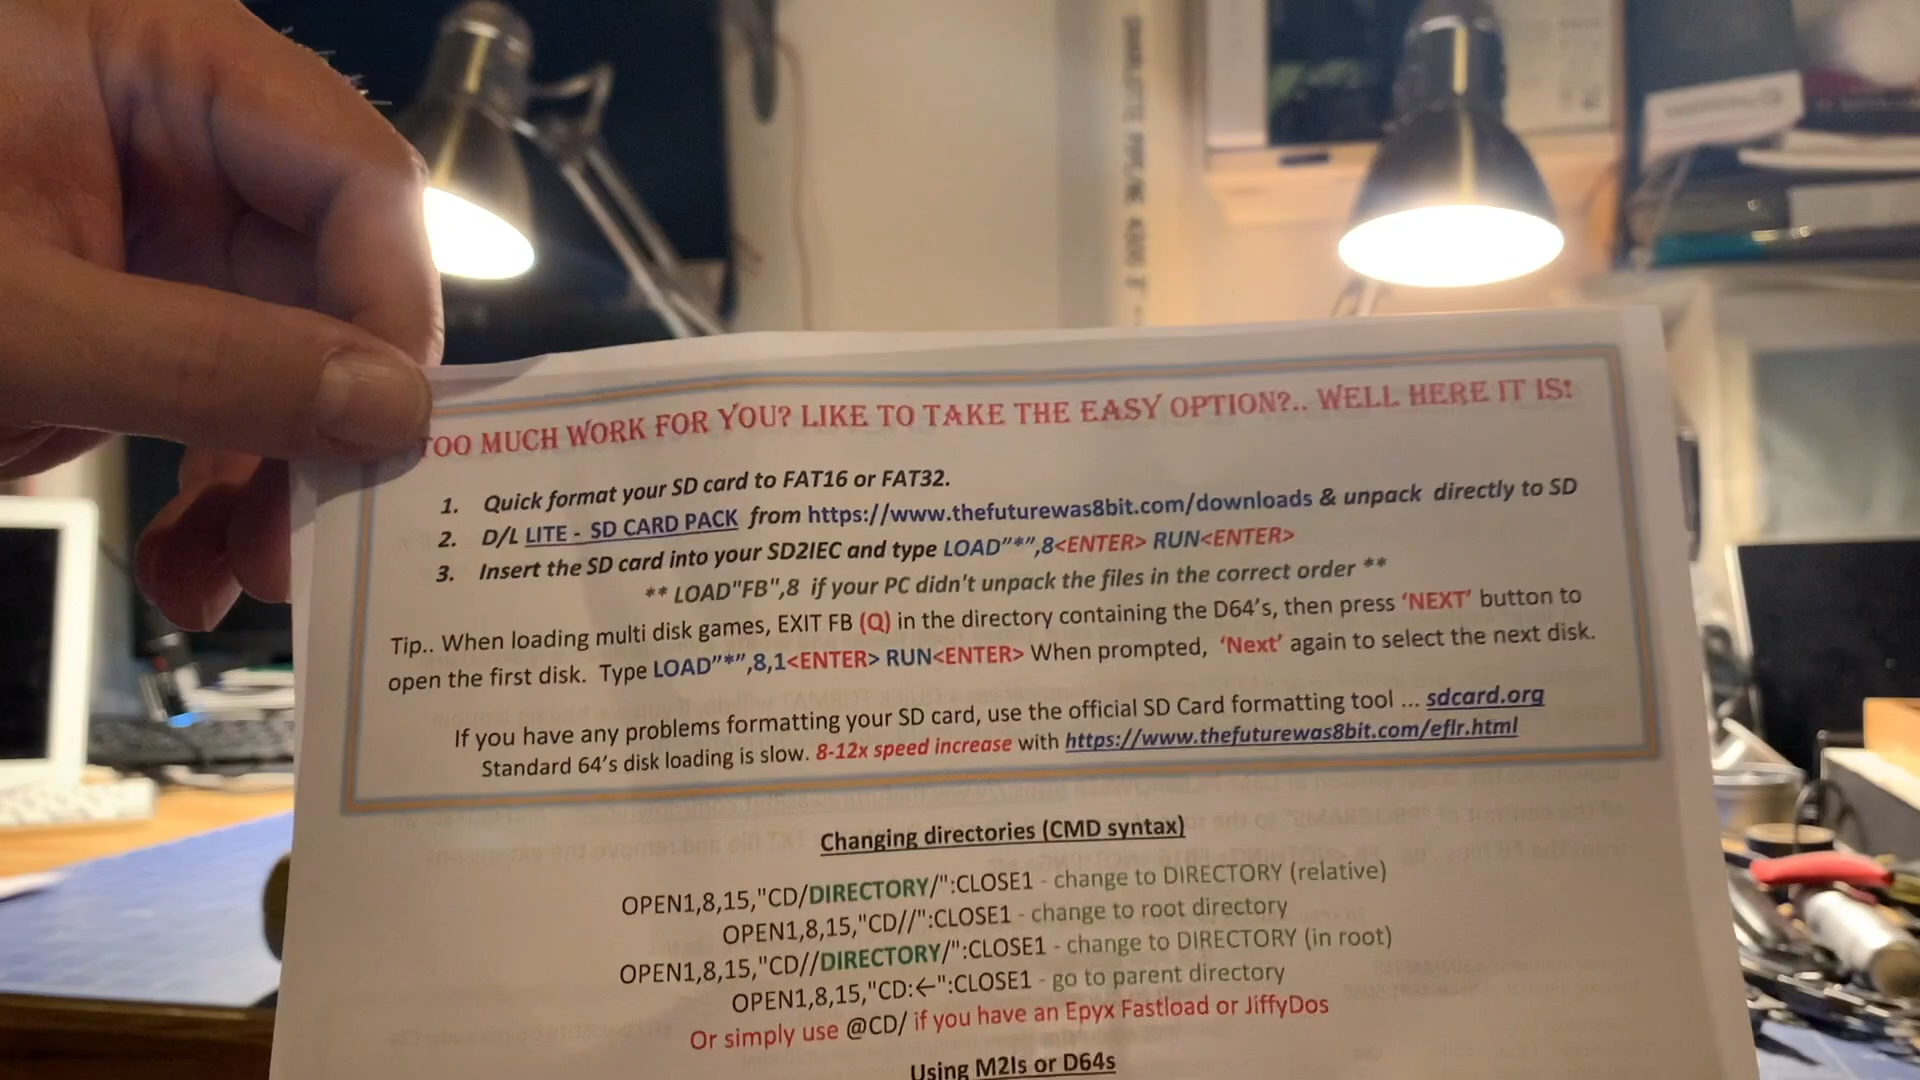 TOO MUCH WORK FOR YOU? LIKE TO TAKE THE EASY OPTION?.. WELL HERE IT IS!
1. Quick format your SD card to FAT16 or FAT32.
2. D/L LITE - SD CARD PACK from https://www.thefuturewas8bit.com/downloads & unpack directly to SD
3. Insert the SD card into your SD2IEC and type LOAD"*",8<ENTER> RUN<ENTER>
** LOAD"FB",8 if your PC didn't unpack the files in the correct order **
Tip.. When loading multi disk games, EXIT FB (Q) in the directory containing the D64's, then press 'NEXT' button to
open the first disk. Type LOAD"*",8,1<ENTER> RUN<ENTER> When prompted, 'Next' again to select the next disk.
If you have any problems formatting your SD card, use the official SD Card formatting tool ... sdcard.org
Standard 64's disk loading is slow. 8-12x speed increase with https://www.thefuturewas8bit.com/eflr.html
Changing directories (CMD syntax)
OPEN1,8,15,"CD/DIRECTORY/":CLOSE1 - change to DIRECTORY (relative)
OPEN1,8,15,"CD//":CLOSE1 - change to root directory
OPEN1,8,15,"CD//DIRECTORY/":CLOSE1 - change to DIRECTORY (in root)
OPEN1,8,15,"CD:←":CLOSE1 - go to parent directory
Or simply use @CD/ if you have an Epyx Fastload or JiffyDos
Using M2Is or D64s